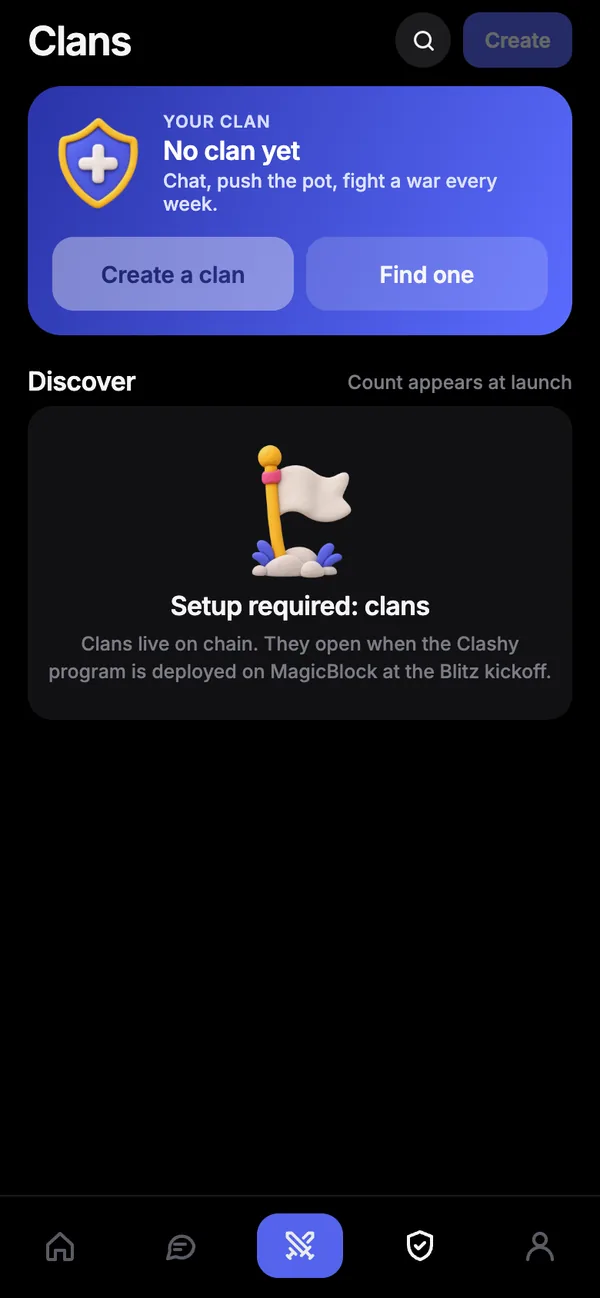 Clans
Create
YOUR CLAN
No clan yet
Chat, push the pot, fight a war every
week.
Create a clan
Find one
Discover
Count appears at launch
Setup required: clans
Clans live on chain. They open when the Clashy
program is deployed on MagicBlock at the Blitz kickoff.